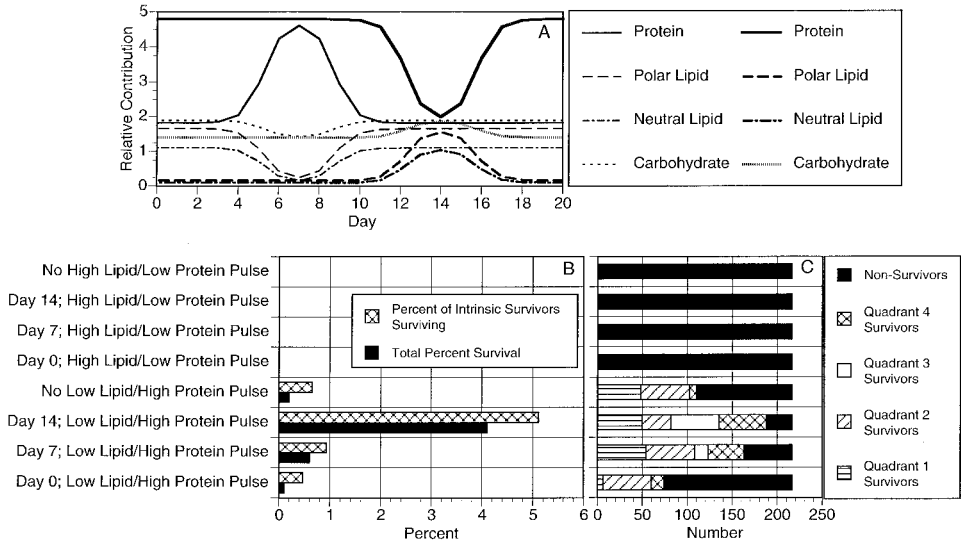 5
4
3
2
1
0
Relative Contribution
A
0 2 4 6 8 10 12 14 16 18 20
Day
Protein Protein
Polar Lipid Polar Lipid
Neutral Lipid Neutral Lipid
Carbohydrate Carbohydrate
No High Lipid/Low Protein Pulse
Day 14; High Lipid/Low Protein Pulse
Day 7; High Lipid/Low Protein Pulse
Day 0; High Lipid/Low Protein Pulse
No Low Lipid/High Protein Pulse
Day 14; Low Lipid/High Protein Pulse
Day 7; Low Lipid/High Protein Pulse
Day 0; Low Lipid/High Protein Pulse
B
Percent of Intrinsic Survivors
Surviving
Total Percent Survival
0 1 2 3 4 5 6
Percent
C
0 50 100 150 200 250
Number
Non-Survivors
Quadrant 4
Survivors
Quadrant 3
Survivors
Quadrant 2
Survivors
Quadrant 1
Survivors